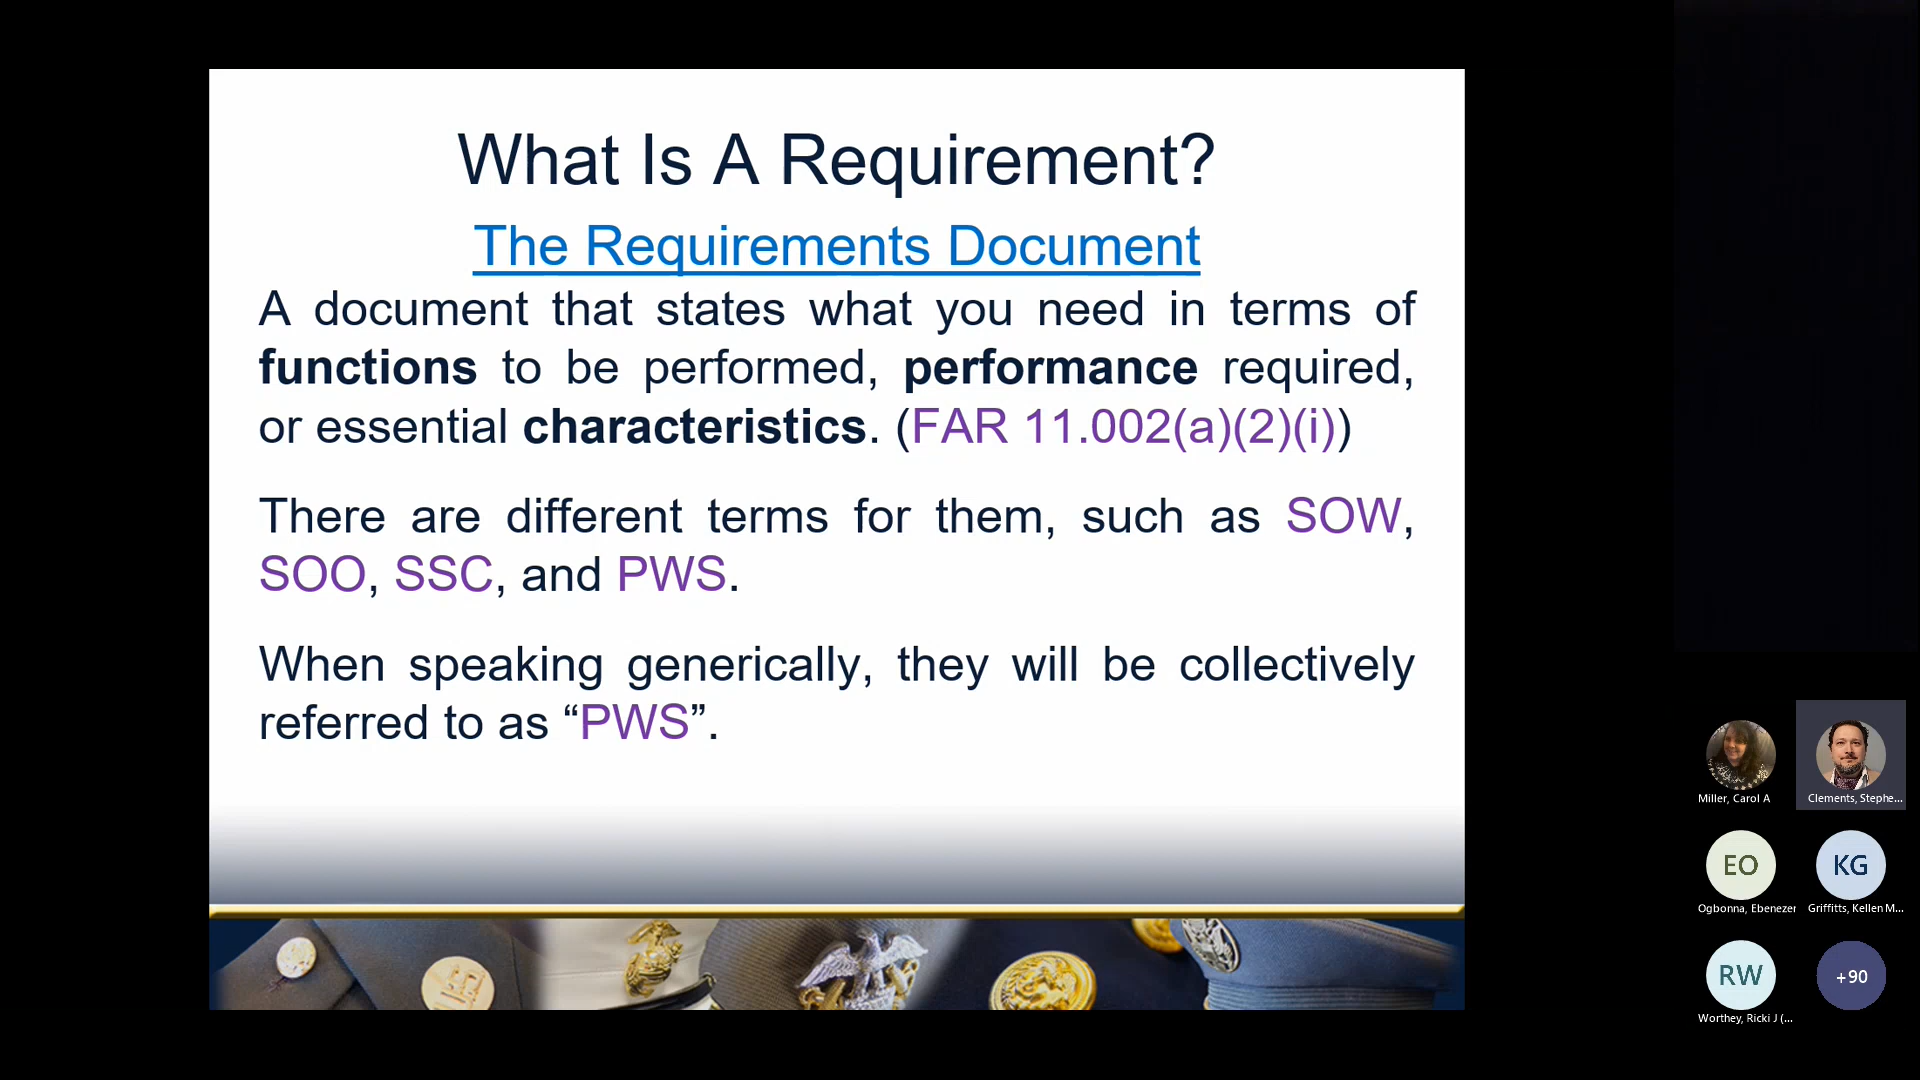 What Is A Requirement?
The Requirements Document
A document that states what you need in terms of
functions to be performed, performance required,
or essential characteristics. (FAR 11.002(a)(2)(i))
There are different terms for them, such as SOW,
SOO, SSC, and PWS.
When speaking generically, they will be collectively
referred to as “PWS”.
Miller, Carol A
Clements, Stephe...
EO
KG
Ogbonna, Ebenezer
Griffitts, Kellen M...
RW
+90
Worthey, Ricki J (...